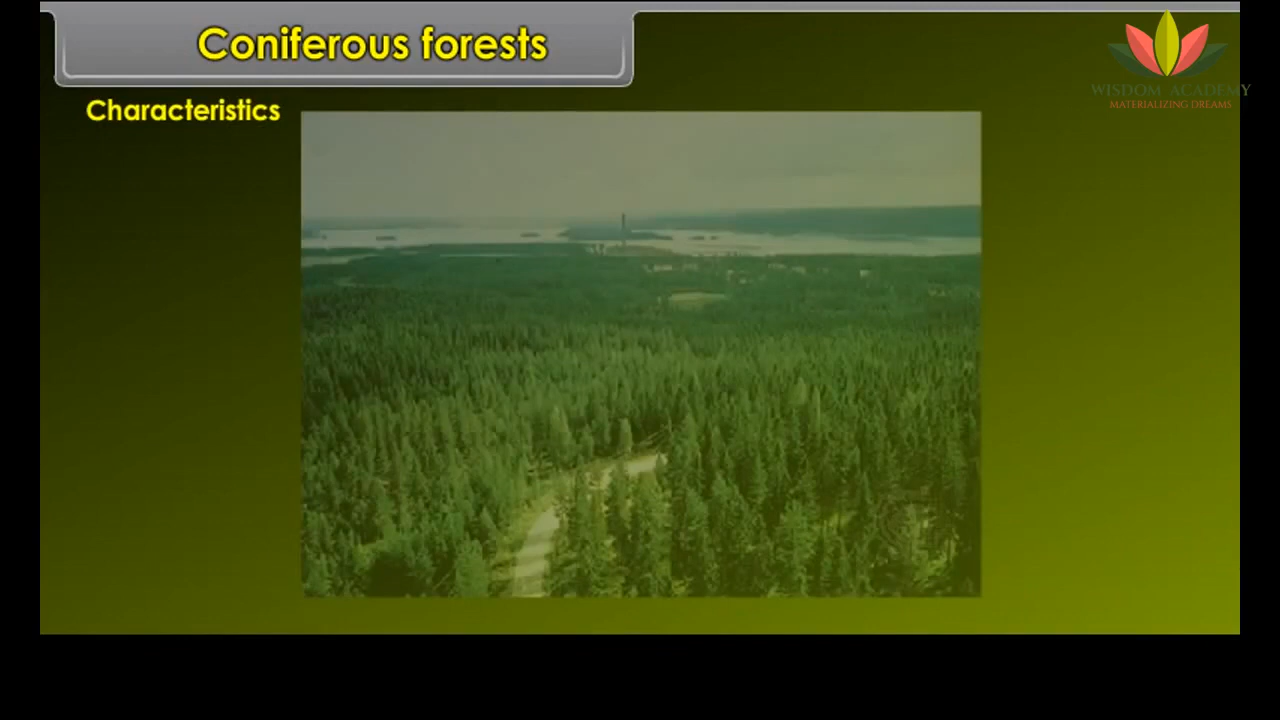 Coniferous forests
Characteristics
WISDOM ACADEMY
MATERIALIZING DREAMS